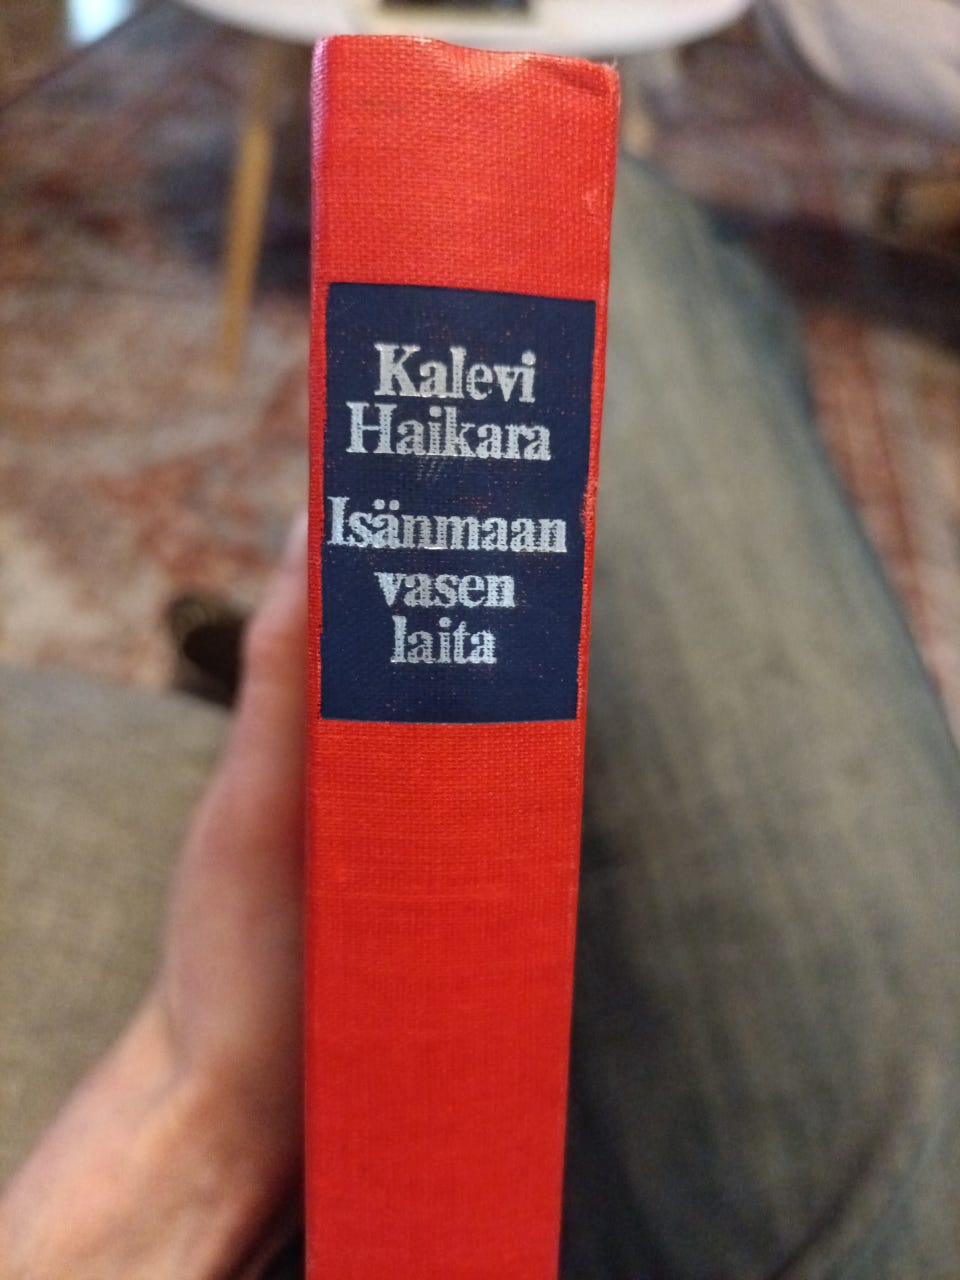 Kalevi
Haikara
Isänmaan
vasen
laita